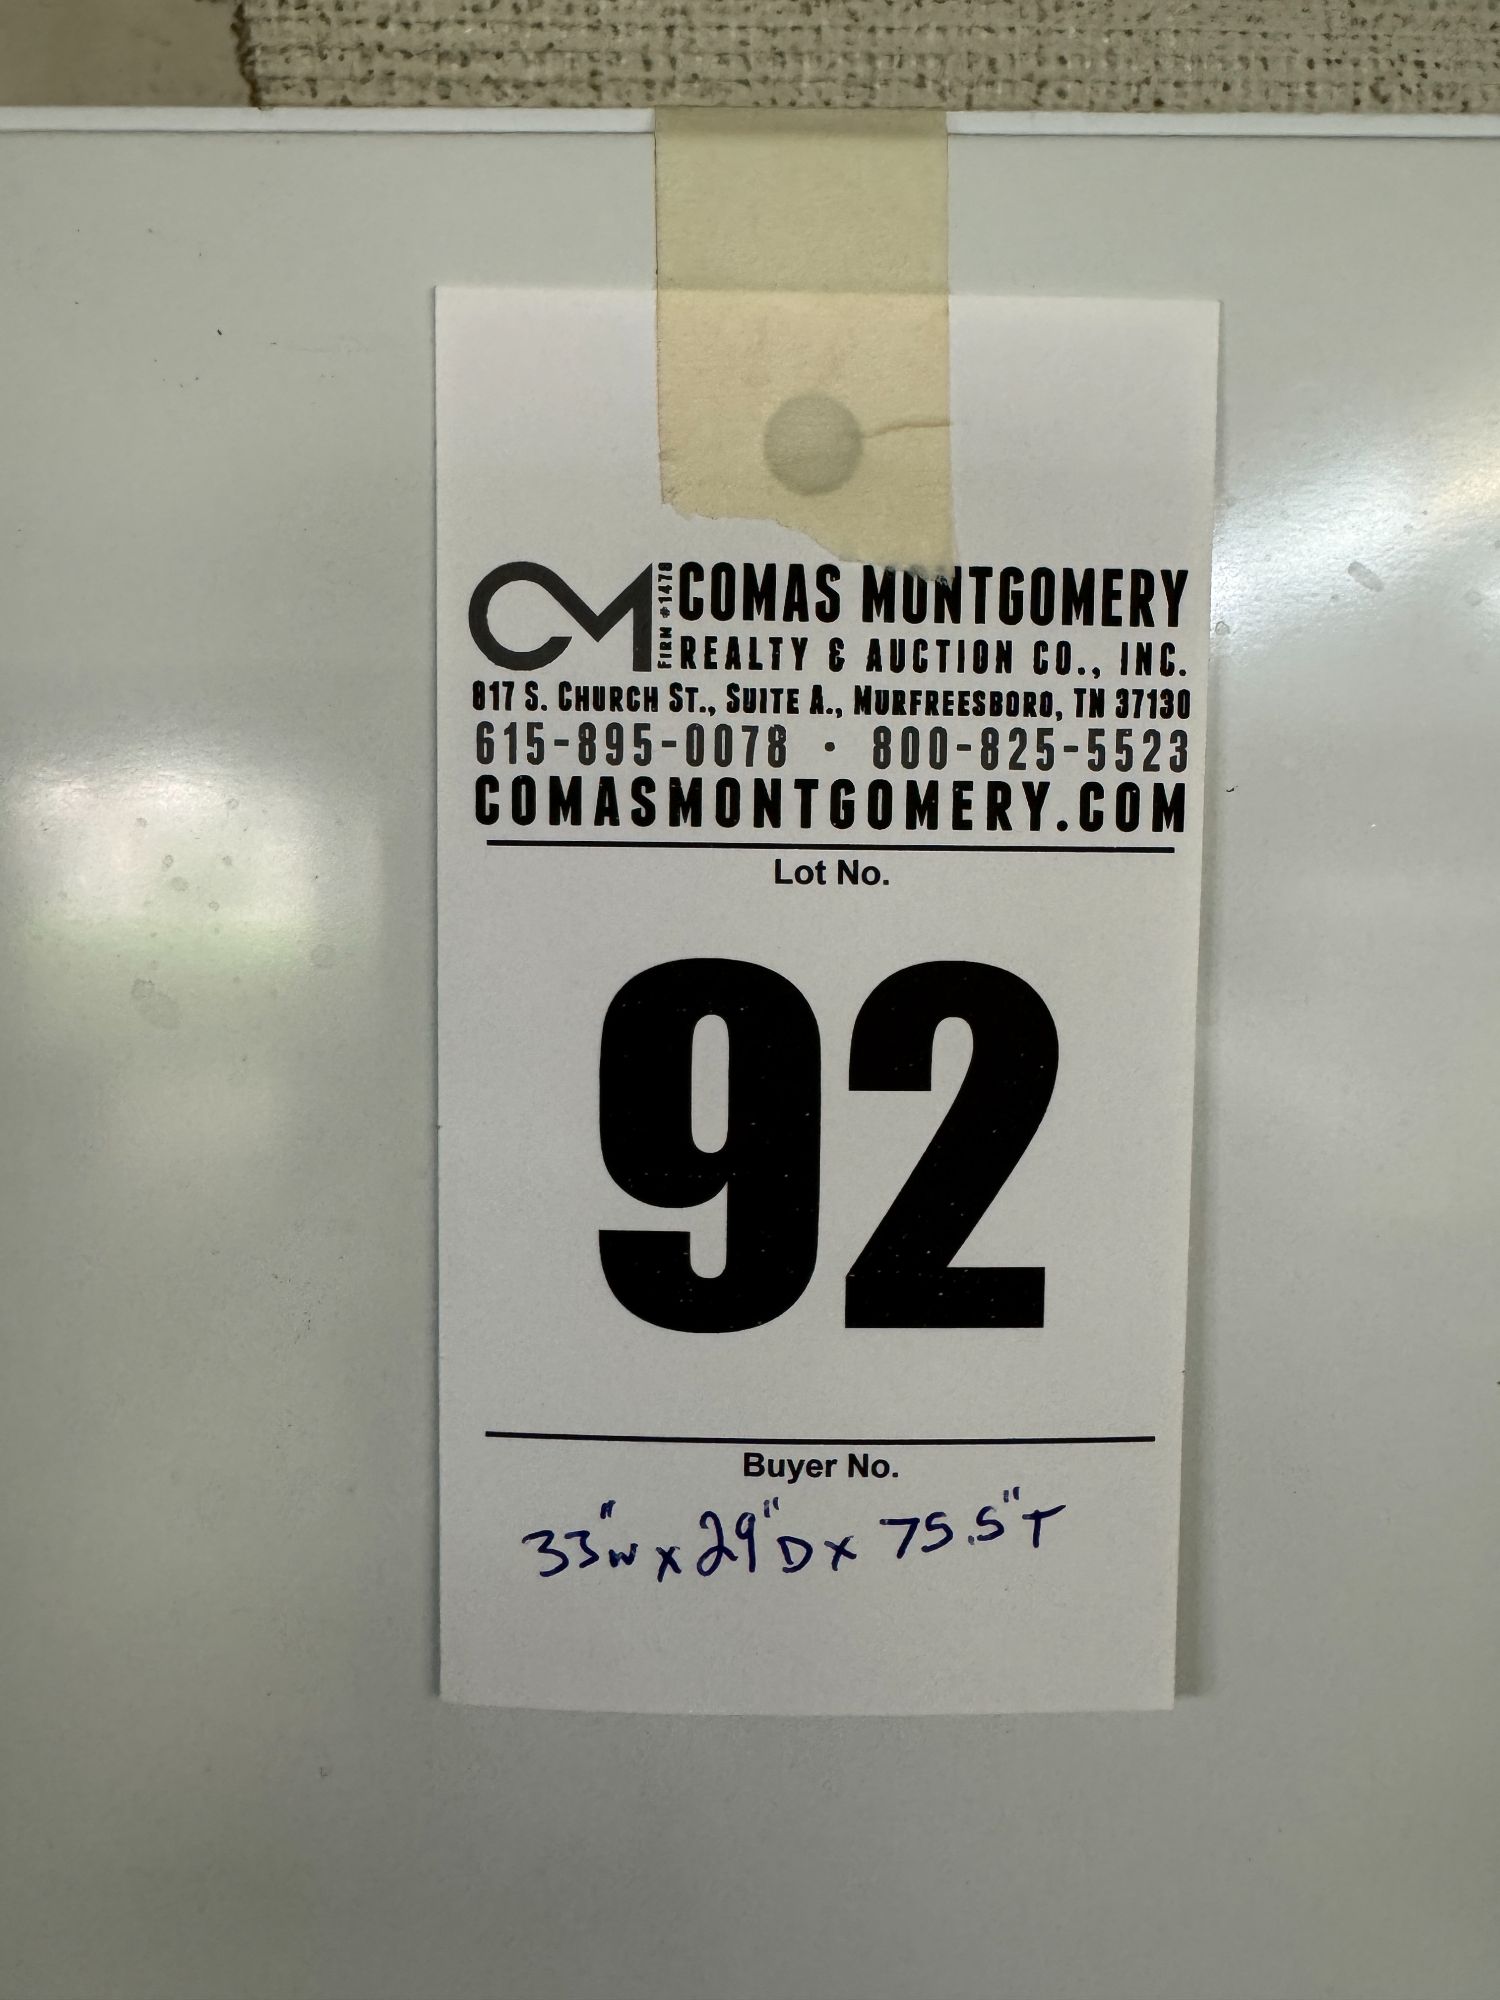 CM FIRM #1478 COMAS MONTGOMERY
REALTY & AUCTION CO., INC.
817 S. CHURCH ST., SUITE A., MURFREESBORO, TN 37130
615-895-0078 · 800-825-5523
COMASMONTGOMERY.COM
Lot No.
92
Buyer No.
33"W x 29"D x 75.5"T